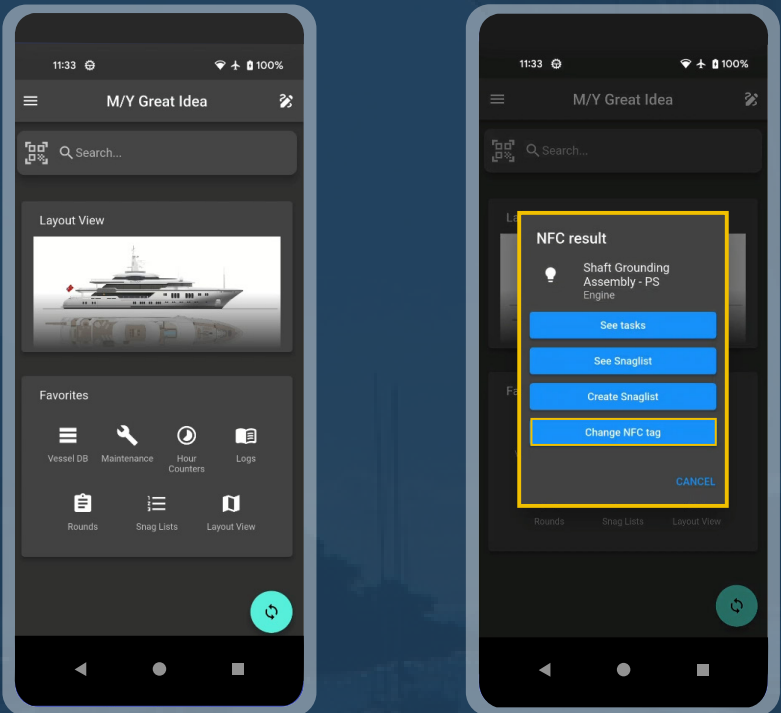 11:33
100%
M/Y Great Idea
Search...
Layout View
Favorites
Vessel DB
Maintenance
Hour
Counters
Logs
Rounds
Snag Lists
Layout View
11:33
100%
M/Y Great Idea
Search...
La
NFC result
Shaft Grounding
Assembly - PS
Engine
See tasks
See Snaglist
Create Snaglist
Change NFC tag
CANCEL
Fa
Rounds
Snag Lists
Layout View